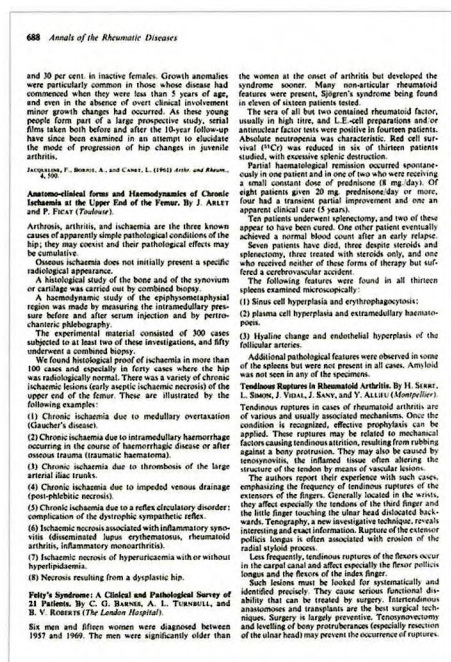 688 Annals of the Rheumatic Diseases
and 30 per cent. in inactive females. Growth anomalies
were particularly common in those whose disease had
commenced when they were less than 5 years of age,
and even in the absence of overt clinical involvement
minor growth changes had occurred. As these young
people form part of a large prospective study, serial
films taken both before and after the 10-year follow-up
have since been examined in an attempt to elucidate
the mode of progression of hip changes in juvenile
arthritis.
and Canet, L. (1961) Arthr. and Rheum.,
4, 500.
Anatomo-clinical forms and Haemodynamics of Chronic
Ischaemia at the Upper End of the Femur. By J. ARLET
and P. FICAT (Toulouse).
Arthrosis, arthritis, and ischaemia are the three known
causes of apparently simple pathological conditions of the
hip; they may coexist and their pathological effects may
be cumulative.
Osseous ischaemia does not initially present a specific
radiological appearance.
A histological study of the bone and of the synovium
or cartilage was carried out by combined biopsy.
A haemodynamic study of the epiphysometaphysial
region was made by measuring the intramedullary pres-
sure before and after serum injection and by pertro-
chanteric phlebography.
The experimental material consisted of 300 cases
subjected to at least two of these investigations, and fifty
underwent a combined biopsy.
We found histological proof of ischaemia in more than
100 cases and especially in forty cases where the hip
was radiologically normal. There was a variety of chronic
ischaemic lesions (early aseptic ischaemic necrosis) of the
upper end of the femur. These are illustrated by the
following examples:
(1) Chronic ischaemia due to medullary overtaxation
(Gaucher's disease).
(2) Chronic ischaemia due to intramedullary haemorrhage
occurring in the course of haemorrhagic disease or after
osseous trauma (traumatic haematoma).
(3) Chronic ischaemia due to thrombosis of the large
arterial iliac trunks.
(4) Chronic ischaemia due to impeded venous drainage
(post-phlebitic necrosis).
(5) Chronic ischaemia due to a reflex circulatory disorder:
complication of the dystrophic sympathetic reflex.
(6) Ischaemic necrosis associated with inflammatory syno-
vitis (disseminated lupus erythematosus, rheumatoid
arthritis, inflammatory monoarthritis).
(7) Ischaemic necrosis of hyperuricaemia with or without
hyperlipidaemia.
(8) Necrosis resulting from a dysplastic hip.
Felty's Syndrome: A Clinical and Pathological Survey of
21 Patients. By C. G. BARNES, A. L. TURNBULL, and
B. V. ROBERTS (The London Hospital).
Six men and fifteen women were diagnosed between
1957 and 1969. The men were significantly older than
the women at the onset of arthritis but developed the
syndrome sooner. Many non-articular rheumatoid
features were present, Sjögren's syndrome being found
in eleven of sixteen patients tested.
The sera of all but two contained rheumatoid factor,
usually in high titre, and L.E.-cell preparations and/or
antinuclear factor tests were positive in fourteen patients.
Absolute neutropenia was characteristic. Red cell sur-
vival (⁵¹Cr) was reduced in six of thirteen patients
studied, with excessive splenic destruction.
Partial haematological remission occurred spontane-
ously in one patient and in one of two who were receiving
a small constant dose of prednisone (8 mg./day). Of
eight patients given 20 mg. prednisone/day or more,
four had a transient partial improvement and one an
apparent clinical cure (5 years).
Ten patients underwent splenectomy, and two of these
appear to have been cured. One other patient eventually
achieved a normal blood count after an early relapse.
Seven patients have died, three despite steroids and
splenectomy, three treated with steroids only, and one
who received neither of these forms of therapy but suf-
fered a cerebrovascular accident.
The following features were found in all thirteen
spleens examined microscopically:
(1) Sinus cell hyperplasia and erythrophagocytosis;
(2) plasma cell hyperplasia and extramedullary haemato-
poeis.
(3) Hyaline change and endothelial hyperplasia of the
follicular arteries.
Additional pathological features were observed in some
of the spleens but were not present in all cases. Amyloid
was not seen in any of the specimens.
Tendinous Ruptures in Rheumatoid Arthritis. By H. SERRE,
L. SIMON, J. VIDAL, J. SANY, and Y. ALLIEU (Montpellier).
Tendinous ruptures in cases of rheumatoid arthritis are
of various and usually associated mechanisms. Once the
condition is recognized, effective prophylaxis can be
applied. These ruptures may be related to mechanical
factors causing tendinous attrition, resulting from rubbing
against a bony protrusion. They may also be caused by
tenosynovitis, the inflamed tissue often altering the
structure of the tendon by means of vascular lesions.
The authors report their experience with such cases,
emphasizing the frequency of tendinous ruptures of the
extensors of the fingers. Generally located in the wrists,
they affect especially the tendons of the third finger and
the little finger touching the ulnar head dislocated back-
wards. Tenography, a new investigative technique, reveals
interesting and exact information. Rupture of the extensor
pollicis longus is often associated with erosion of the
radial styloid process.
Less frequently, tendinous ruptures of the flexors occur
in the carpal canal and affect especially the flexor pollicis
longus and the flexors of the index finger.
Such lesions must be looked for systematically and
identified precisely. They cause serious functional dis-
ability that can be treated by surgery. Intertendinous
anastomoses and transplants are the best surgical tech-
niques. Surgery is largely preventive. Tenosynovectomy
and levelling of bony protruberances (especially resection
of the ulnar head) may prevent the occurrence of ruptures.